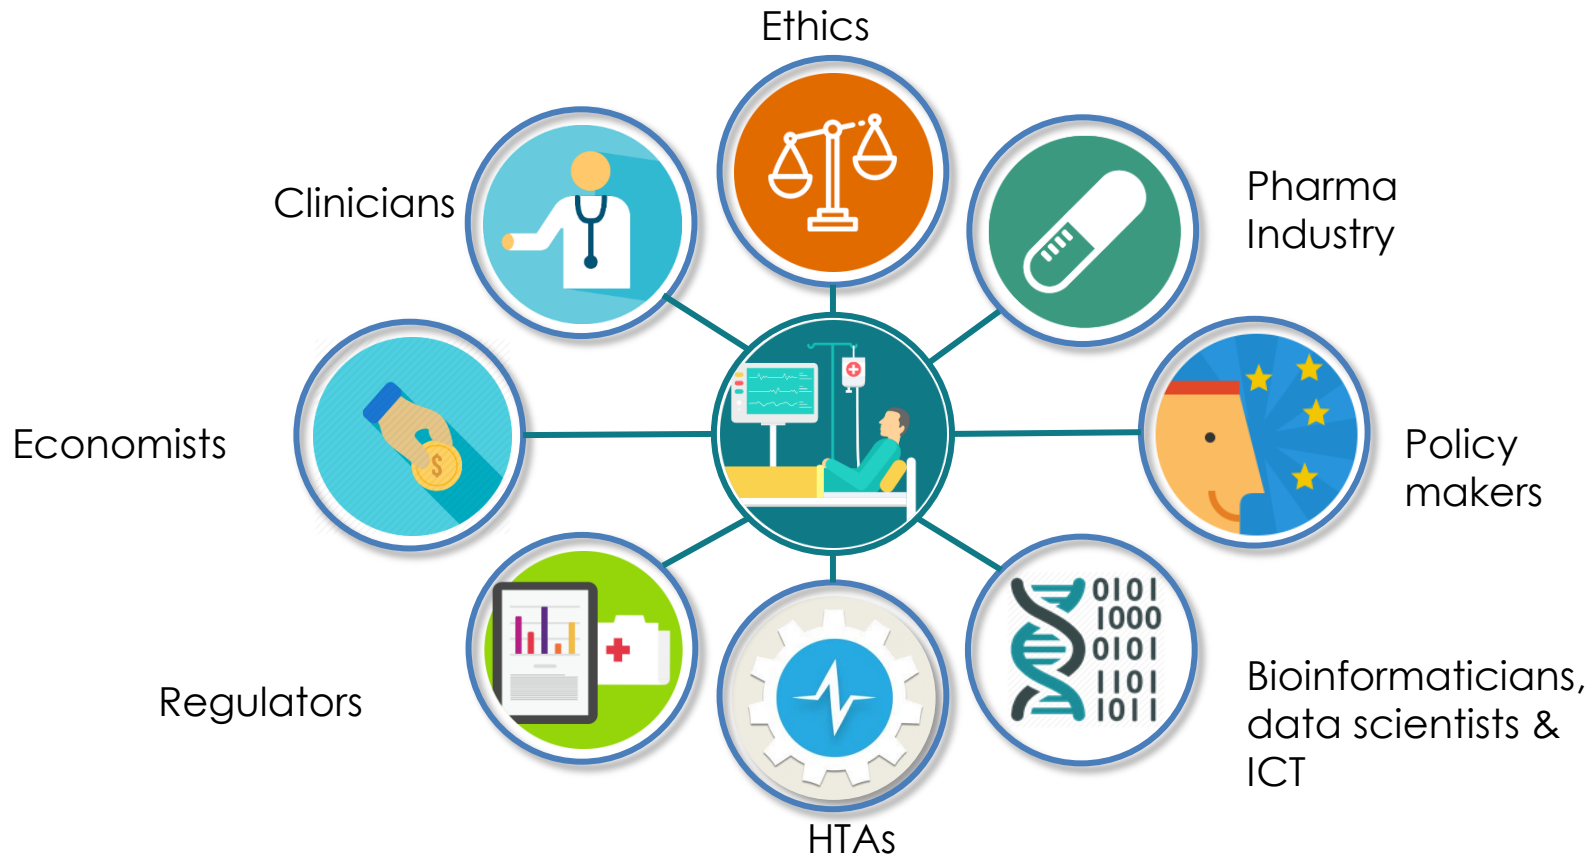 Ethics
Clinicians
Pharma
Industry
Economists
$
Policy
makers
Regulators
0101
1000
0101
1101
1011
Bioinformaticians,
data scientists &
ICT
HTAs